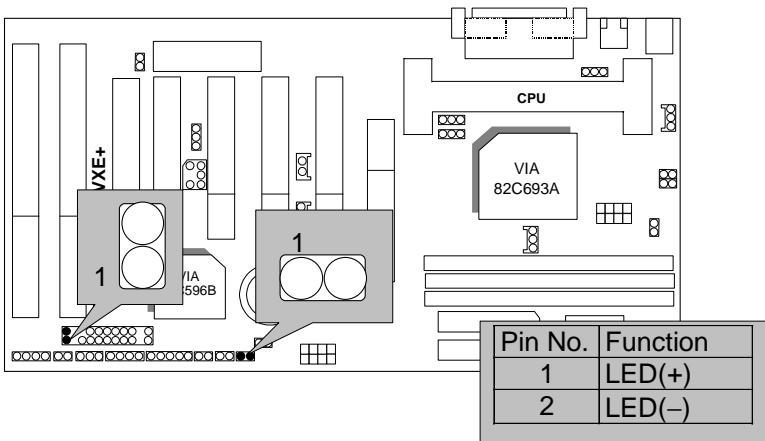 CPU
VXE+
VIA
82C693A
1
1
VIA
596B
Pin No. Function
1 LED(+)
2 LED(−)